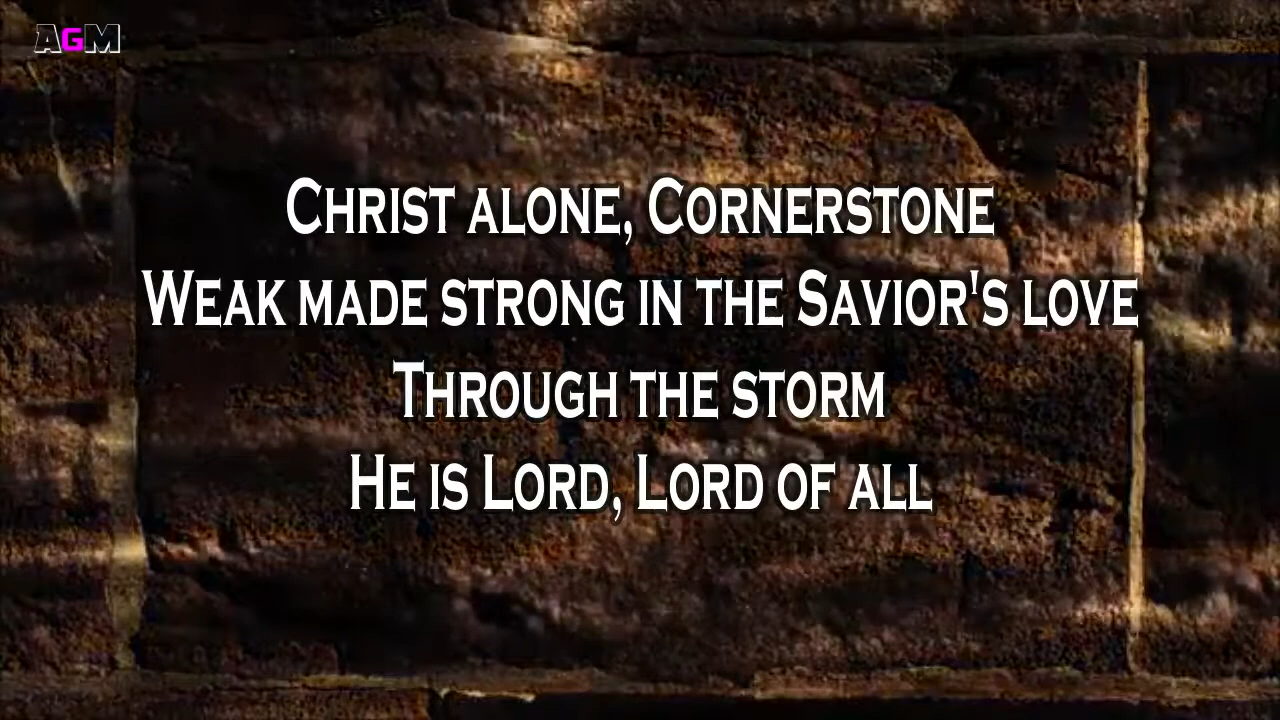 AGM
Christ alone, Cornerstone
Weak made strong in the Savior's love
Through the storm
He is Lord, Lord of all